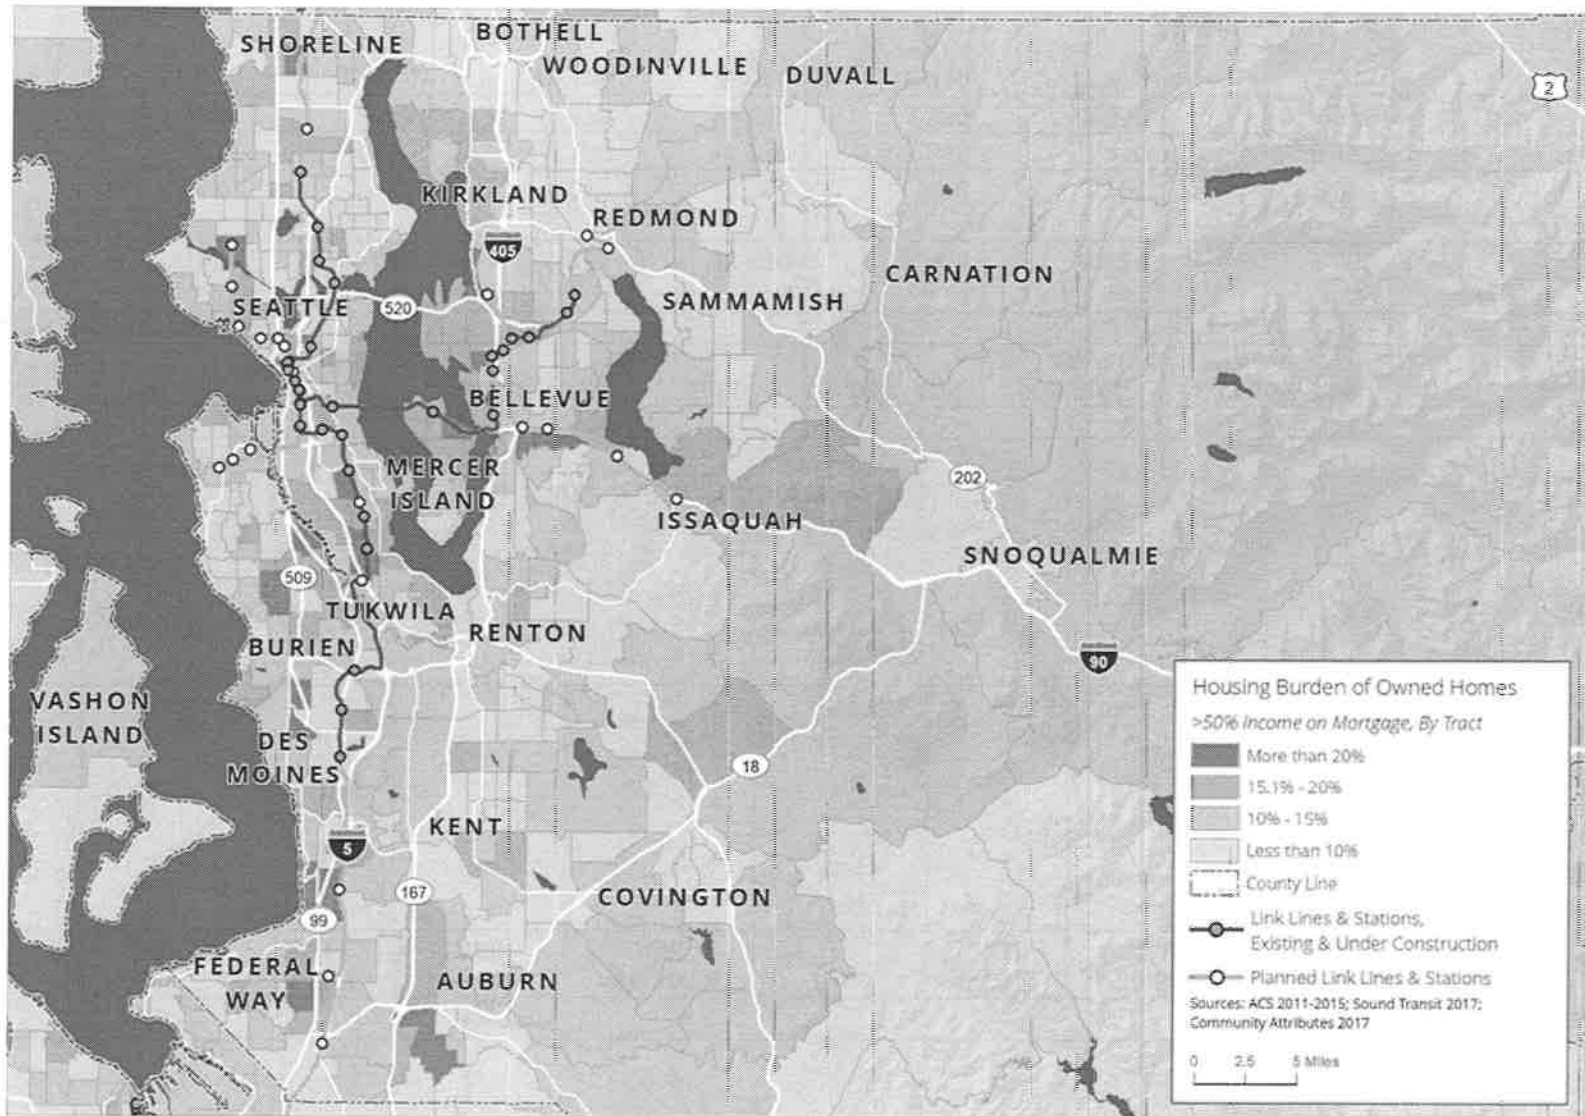 SHORELINE
BOTHELL
WOODINVILLE
DUVALL
2
KIRKLAND
REDMOND
405
CARNATION
SEATTLE
520
SAMMAMISH
BELLEVUE
MERCER
ISLAND
202
ISSAQUAH
SNOQUALMIE
509
TUKWILA
RENTON
BURIEN
90
VASHON
ISLAND
DES
MOINES
18
KENT
5
167
COVINGTON
99
FEDERAL
WAY
AUBURN
Housing Burden of Owned Homes
>50% Income on Mortgage, By Tract
More than 20%
15.1% - 20%
10% - 15%
Less than 10%
County Line
Link Lines & Stations,
Existing & Under Construction
Planned Link Lines & Stations
Sources: ACS 2011-2015; Sound Transit 2017;
Community Attributes 2017
0 2.5 5 Miles